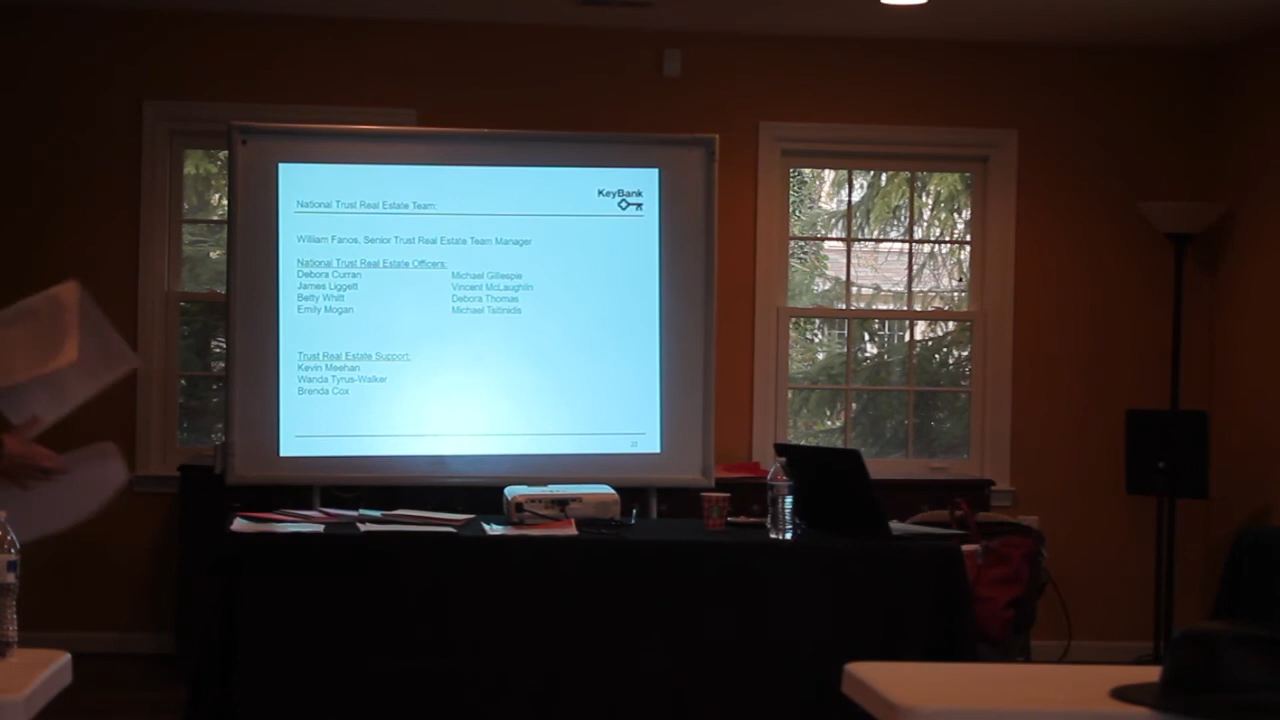 KeyBank
National Trust Real Estate Team:
William Fanos, Senior Trust Real Estate Team Manager
National Trust Real Estate Officers:
Debora Curran Michael Gillespie
James Liggett Vincent McLaughlin
Betty Whitt Debora Thomas
Emily Mogan Michael Tsitinidis
Trust Real Estate Support:
Kevin Meehan
Wanda Tyrus-Walker
Brenda Cox